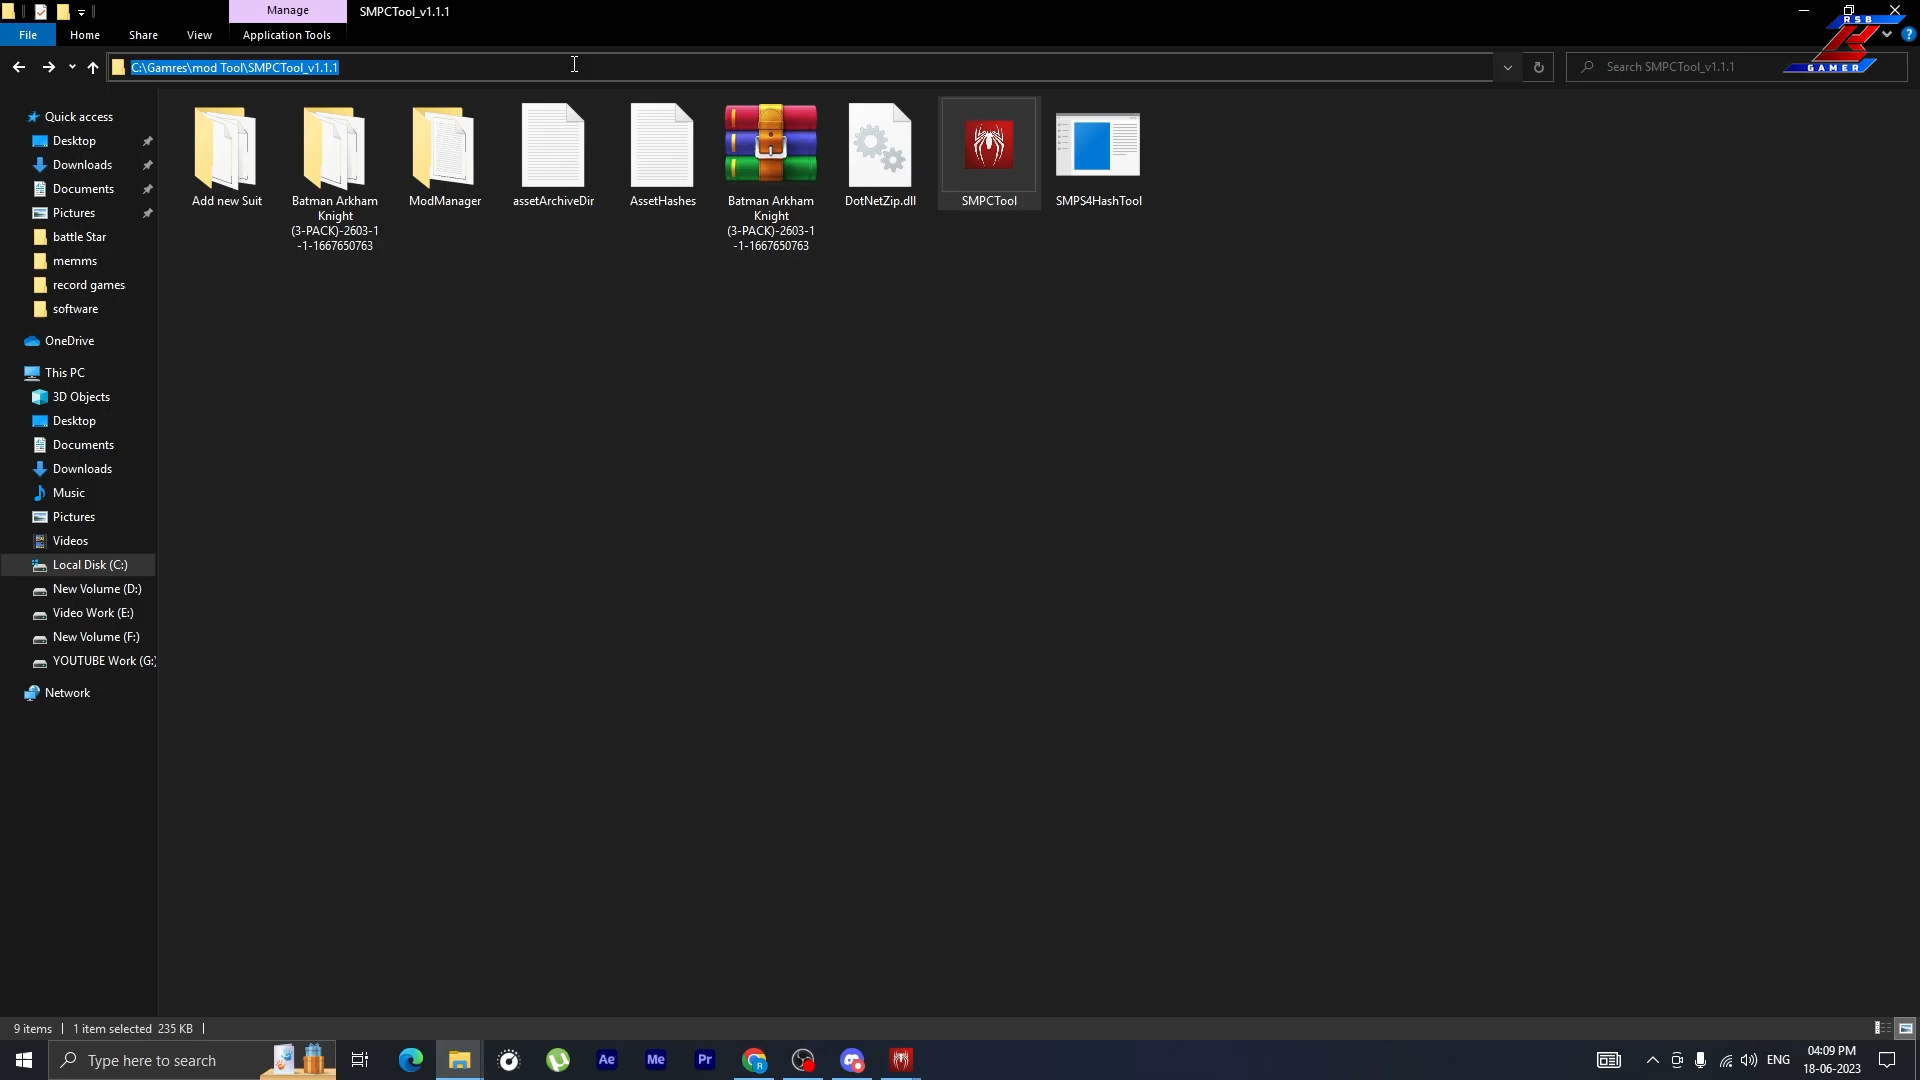 Manage
SMPCTool_v1.1.1
File
Home
Share
View
Application Tools
C:\Gamres\mod Tool\SMPCTool_v1.1.1
Search SMPCTool_v1.1.1
RSB
GAMER
Quick access
Desktop
Downloads
Documents
Pictures
battle Star
memms
record games
software
OneDrive
This PC
3D Objects
Desktop
Documents
Downloads
Music
Pictures
Videos
Local Disk (C:)
New Volume (D:)
Video Work (E:)
New Volume (F:)
YOUTUBE Work (G:)
Network
Add new Suit
Batman Arkham
Knight
(3-PACK)-2603-1
-1-1667650763
ModManager
assetArchiveDir
AssetHashes
Batman Arkham
Knight
(3-PACK)-2603-1
-1-1667650763
DotNetZip.dll
SMPCTool
SMPS4HashTool
9 items
1 item selected 235 KB
Type here to search
Ae
Me
Pr
R
ENG
04:09 PM
18-06-2023